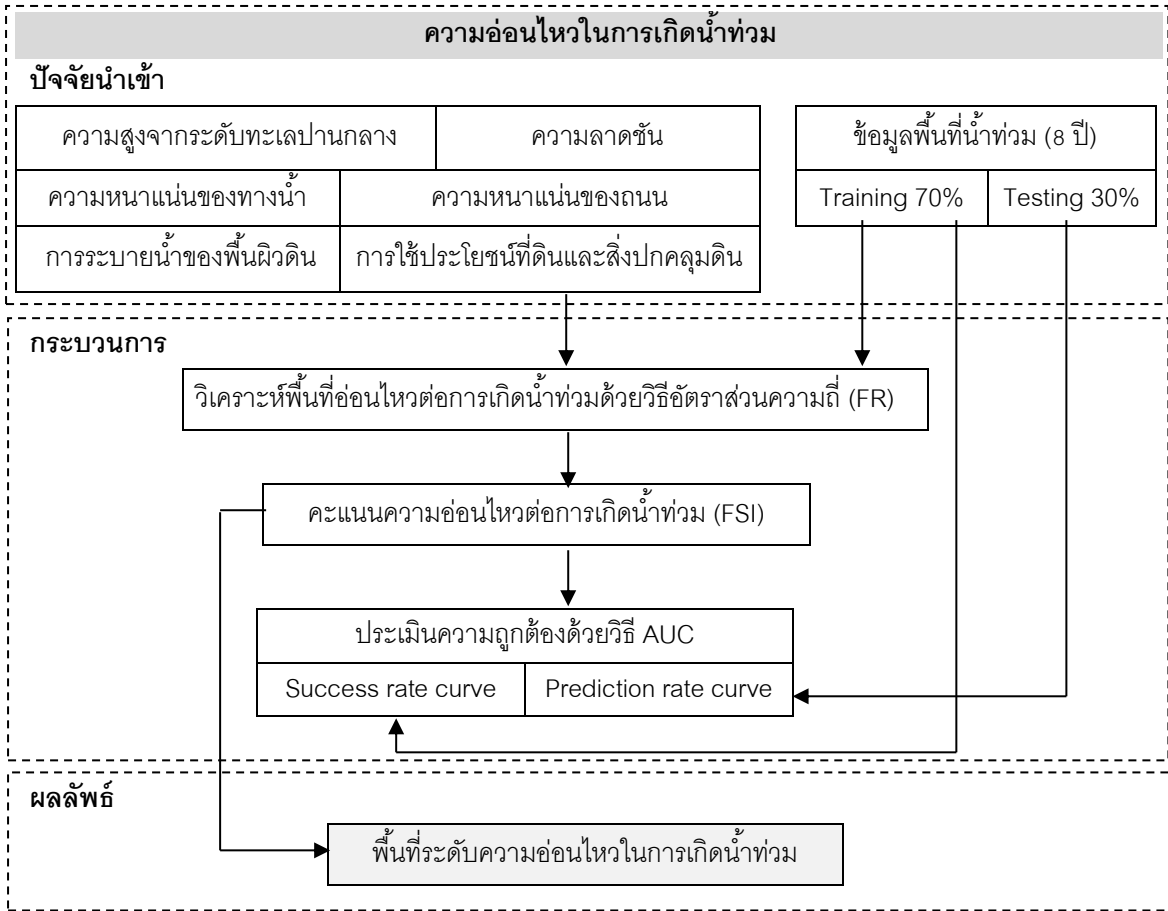 ความอ่อนไหวในการเกิดน้ำท่วม
ปัจจัยนำเข้า
ความสูงจากระดับทะเลปานกลาง
ความลาดชัน
ความหนาแน่นของทางน้ำ
ความหนาแน่นของถนน
การระบายน้ำของพื้นผิวดิน
การใช้ประโยชน์ที่ดินและสิ่งปกคลุมดิน
ข้อมูลพื้นที่น้ำท่วม (8 ปี)
Training 70%
Testing 30%
กระบวนการ
วิเคราะห์พื้นที่อ่อนไหวต่อการเกิดน้ำท่วมด้วยวิธีอัตราส่วนความถี่ (FR)
คะแนนความอ่อนไหวต่อการเกิดน้ำท่วม (FSI)
ประเมินความถูกต้องด้วยวิธี AUC
Success rate curve
Prediction rate curve
ผลลัพธ์
พื้นที่ระดับความอ่อนไหวในการเกิดน้ำท่วม